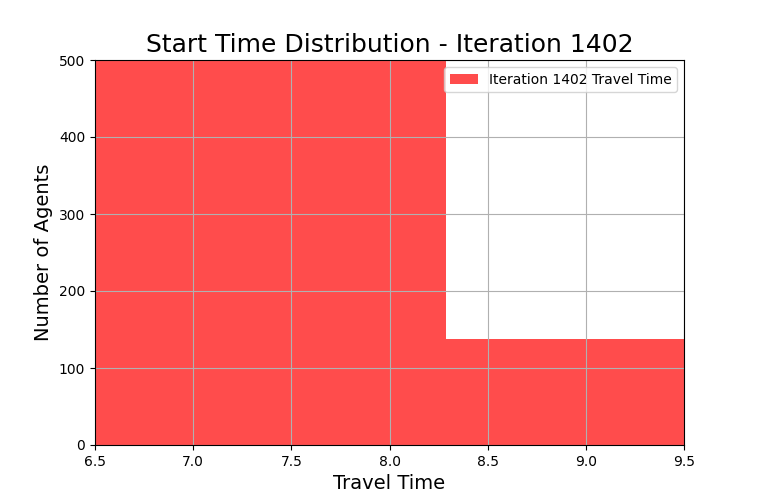 Start Time Distribution - Iteration 1402
Iteration 1402 Travel Time
Number of Agents
500
400
300
200
100
0
6.5 7.0 7.5 8.0 8.5 9.0 9.5
Travel Time